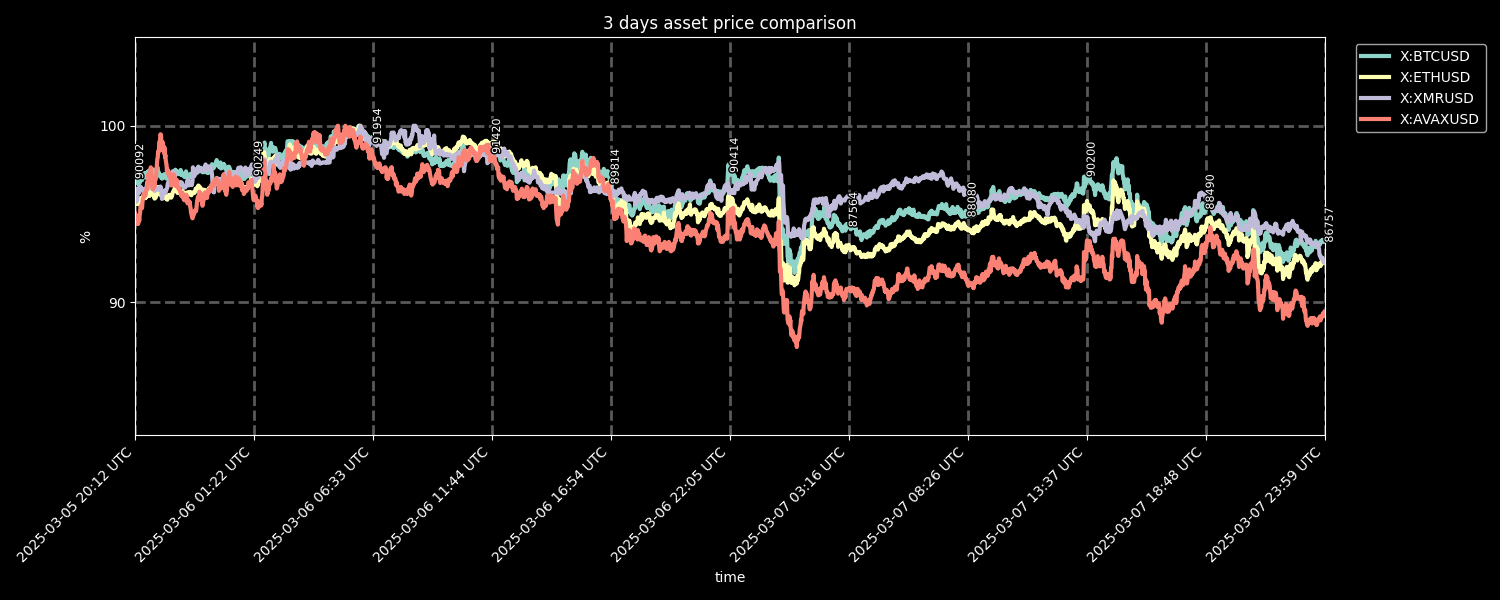 3 days asset price comparison
X:BTCUSD
X:ETHUSD
X:XMRUSD
X:AVAXUSD
%
100
90
90092
90249
91954
91420
89814
90414
87564
88080
90200
88490
86757
2025-03-05 20:12 UTC
2025-03-06 01:22 UTC
2025-03-06 06:33 UTC
2025-03-06 11:44 UTC
2025-03-06 16:54 UTC
2025-03-06 22:05 UTC
2025-03-07 03:16 UTC
2025-03-07 08:26 UTC
2025-03-07 13:37 UTC
2025-03-07 18:48 UTC
2025-03-07 23:59 UTC
time